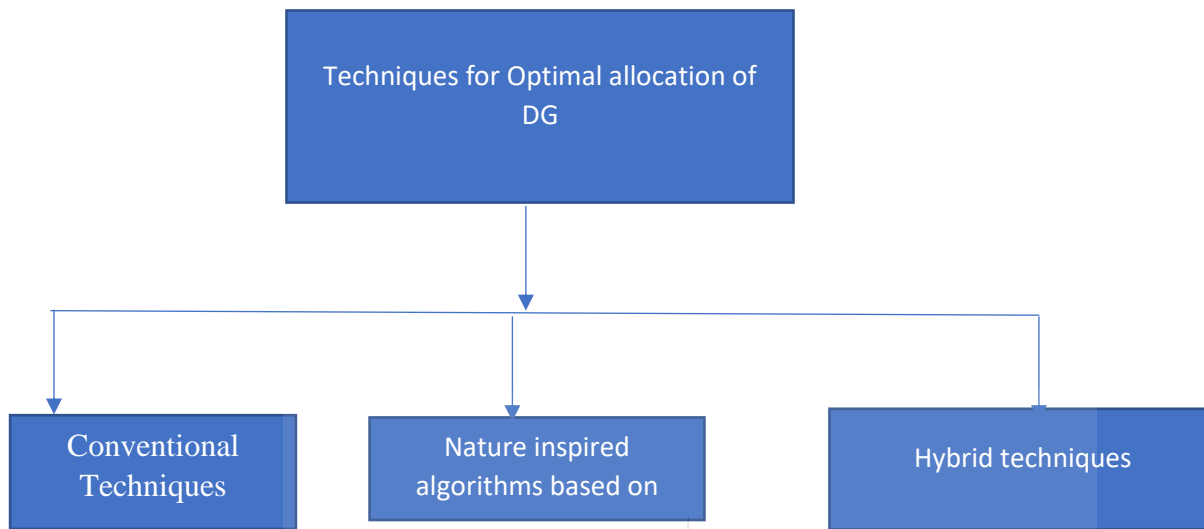 Techniques for Optimal allocation of
DG
Conventional
Techniques
Nature inspired
algorithms based on
Hybrid techniques